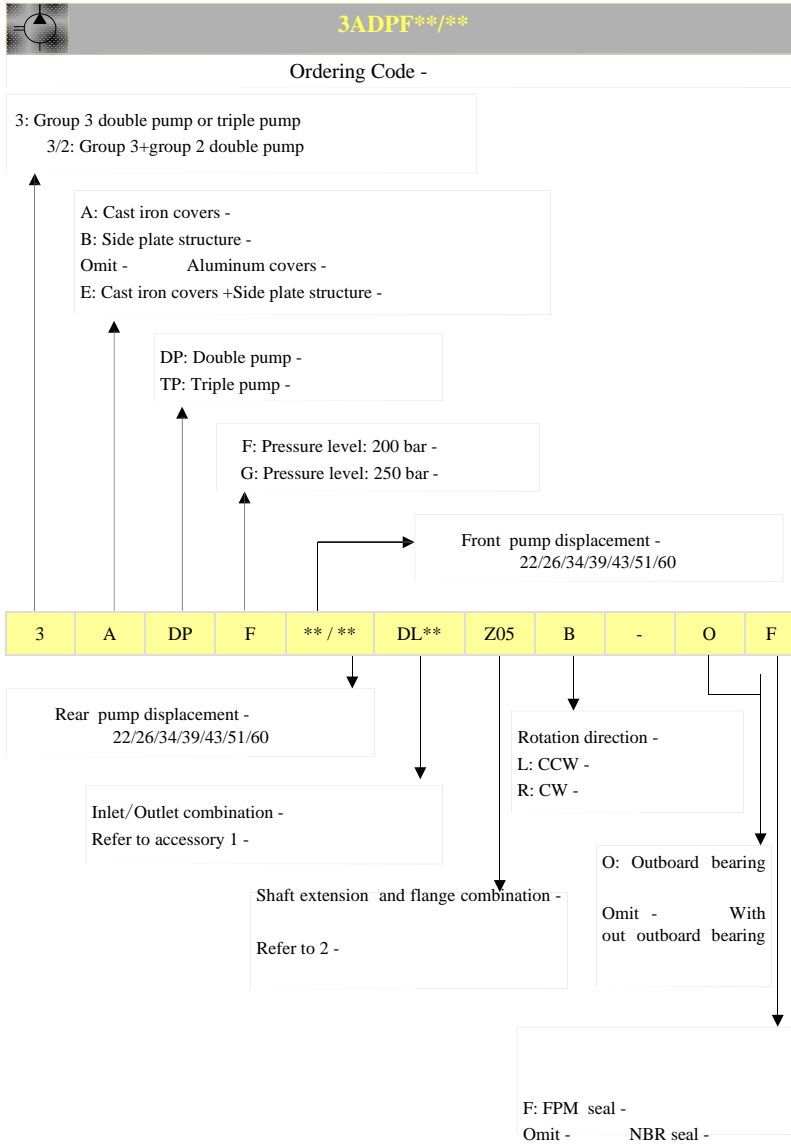 3ADPF**/**
Ordering Code -
3: Group 3 double pump or triple pump
3/2: Group 3+group 2 double pump
A: Cast iron covers -
B: Side plate structure -
Omit - Aluminum covers -
E: Cast iron covers +Side plate structure -
DP: Double pump -
TP: Triple pump -
F: Pressure level: 200 bar -
G: Pressure level: 250 bar -
Front pump displacement -
22/26/34/39/43/51/60
3 A DP F ** / ** DL** Z05 B - O F
Rear pump displacement -
22/26/34/39/43/51/60
Rotation direction -
L: CCW -
R: CW -
Inlet/Outlet combination -
Refer to accessory 1 -
O: Outboard bearing
Omit - With
out outboard bearing
Shaft extension and flange combination -
Refer to 2 -
F: FPM seal -
Omit - NBR seal -